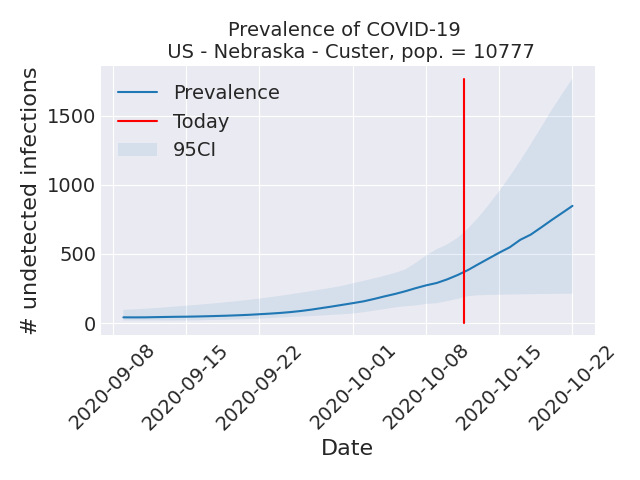 Prevalence of COVID-19
US - Nebraska - Custer, pop. = 10777
# undetected infections
1500
1000
500
0
Prevalence
Today
95CI
2020-09-08
2020-09-15
2020-09-22
2020-10-01
2020-10-08
2020-10-15
2020-10-22
Date